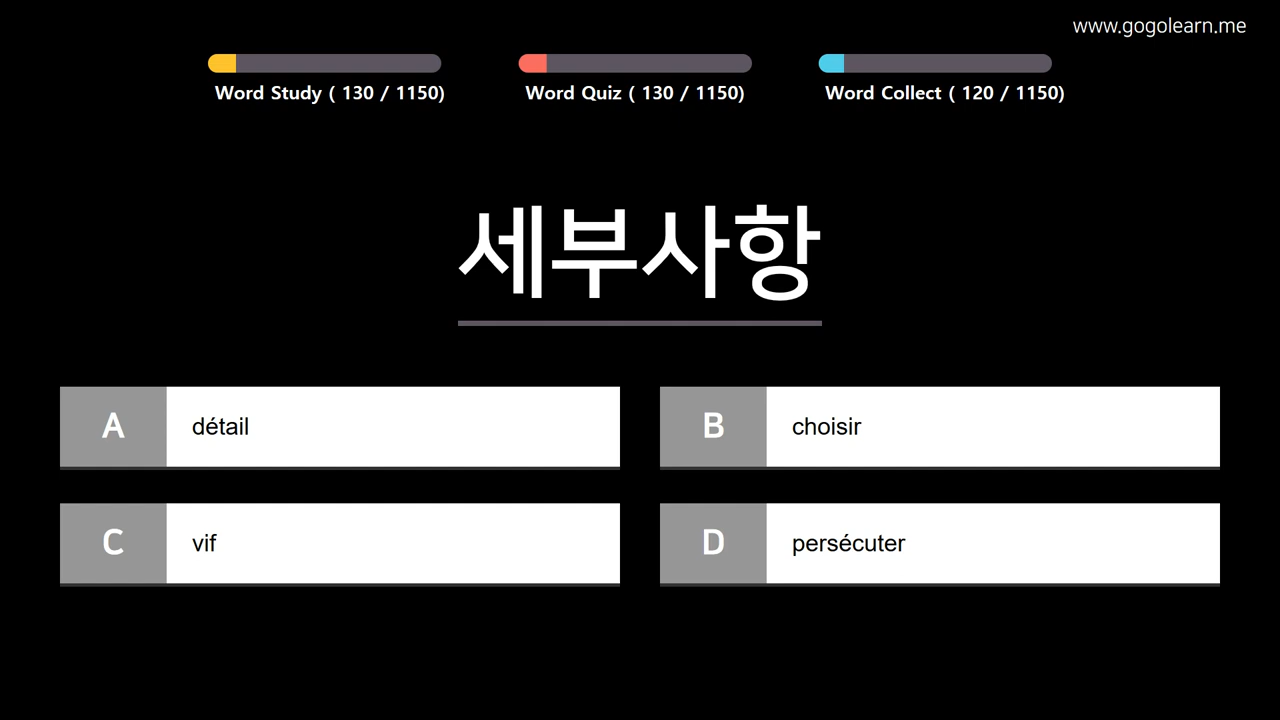 www.gogolearn.me
Word Study ( 130 / 1150)
Word Quiz ( 130 / 1150)
Word Collect ( 120 / 1150)
세부사항
A détail
B choisir
C vif
D persécuter